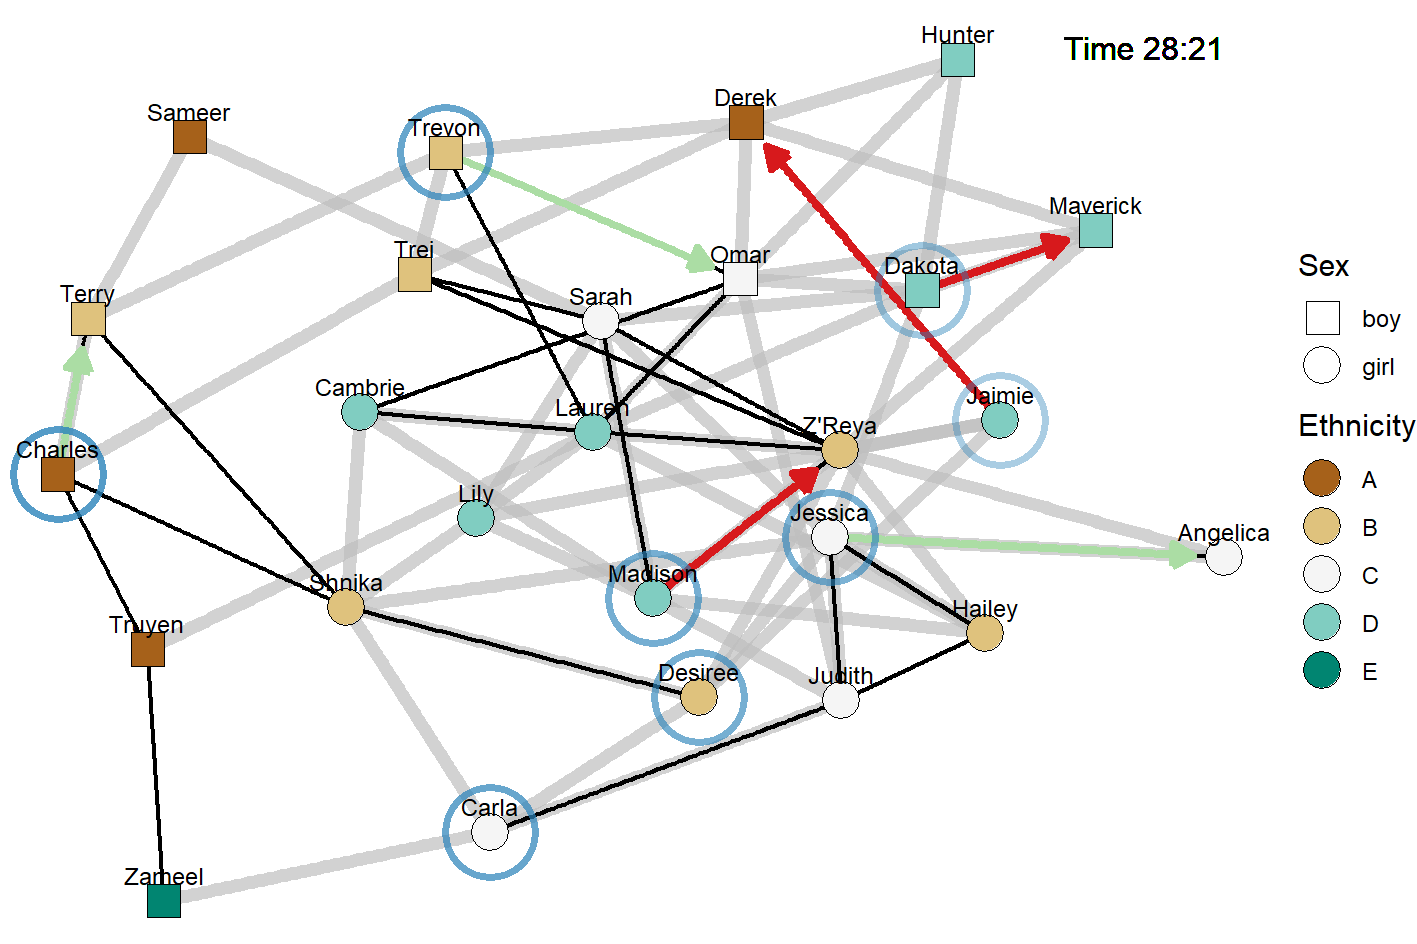 Hunter
Time 28:21
Derek
Sameer
Trevon
Maverick
Trei
Omar
Dakota
Sex
Terry
Sarah
boy
girl
Cambrie
Jaimie
Lauren
Z'Reya
Ethnicity
Charles
A
Lily
Jessica
B
Angelica
C
Shnika
Madison
Hailey
D
Truyen
Desiree
Judith
E
Carla
Zameel